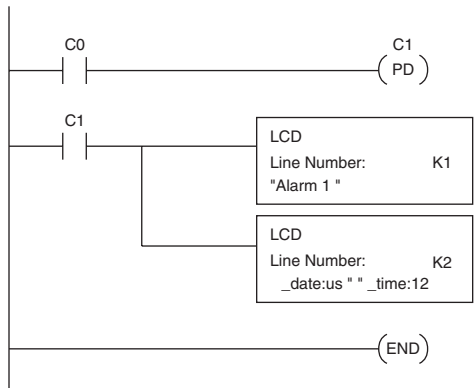 C0 C1
PD
C1
LCD
Line Number: K1
"Alarm 1 "
LCD
Line Number: K2
_date:us " " _time:12
END